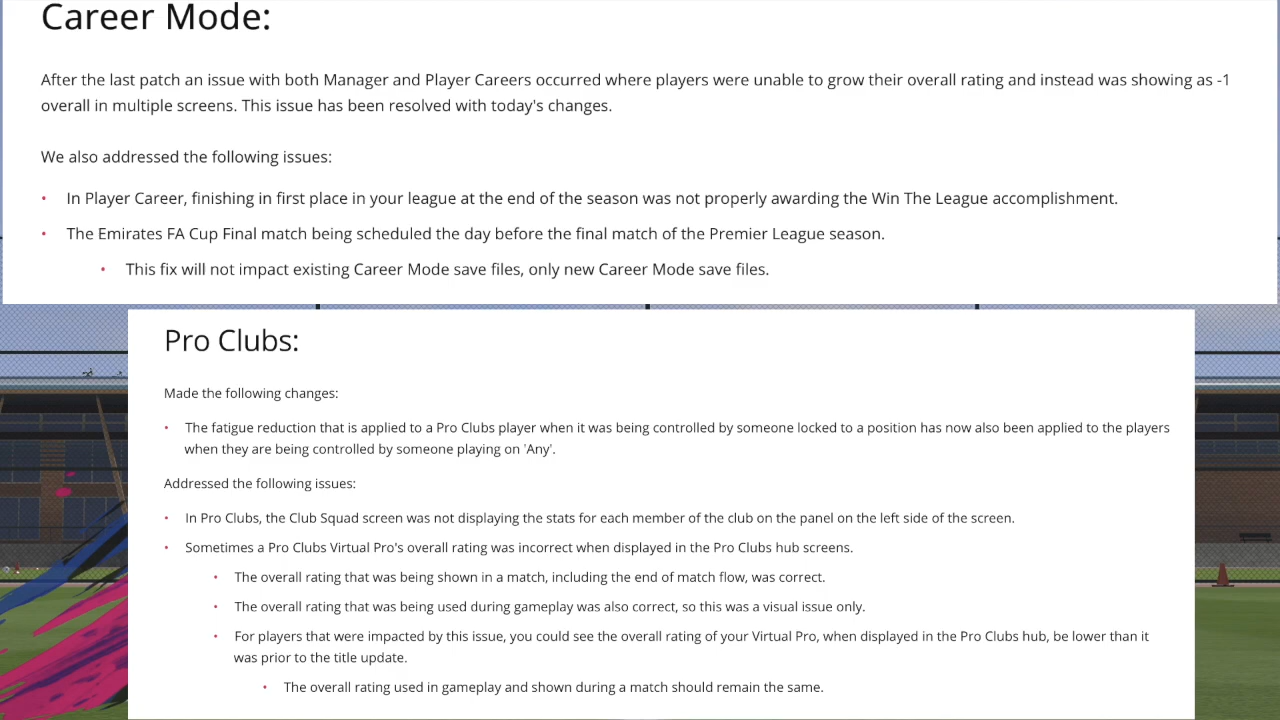 Career Mode:
After the last patch an issue with both Manager and Player Careers occurred where players were unable to grow their overall rating and instead was showing as -1
overall in multiple screens. This issue has been resolved with today's changes.
We also addressed the following issues:
• In Player Career, finishing in first place in your league at the end of the season was not properly awarding the Win The League accomplishment.
• The Emirates FA Cup Final match being scheduled the day before the final match of the Premier League season.
• This fix will not impact existing Career Mode save files, only new Career Mode save files.
Pro Clubs:
Made the following changes:
• The fatigue reduction that is applied to a Pro Clubs player when it was being controlled by someone locked to a position has now also been applied to the players
when they are being controlled by someone playing on 'Any'.
Addressed the following issues:
• In Pro Clubs, the Club Squad screen was not displaying the stats for each member of the club on the panel on the left side of the screen.
• Sometimes a Pro Clubs Virtual Pro's overall rating was incorrect when displayed in the Pro Clubs hub screens.
• The overall rating that was being shown in a match, including the end of match flow, was correct.
• The overall rating that was being used during gameplay was also correct, so this was a visual issue only.
• For players that were impacted by this issue, you could see the overall rating of your Virtual Pro, when displayed in the Pro Clubs hub, be lower than it
was prior to the title update.
• The overall rating used in gameplay and shown during a match should remain the same.